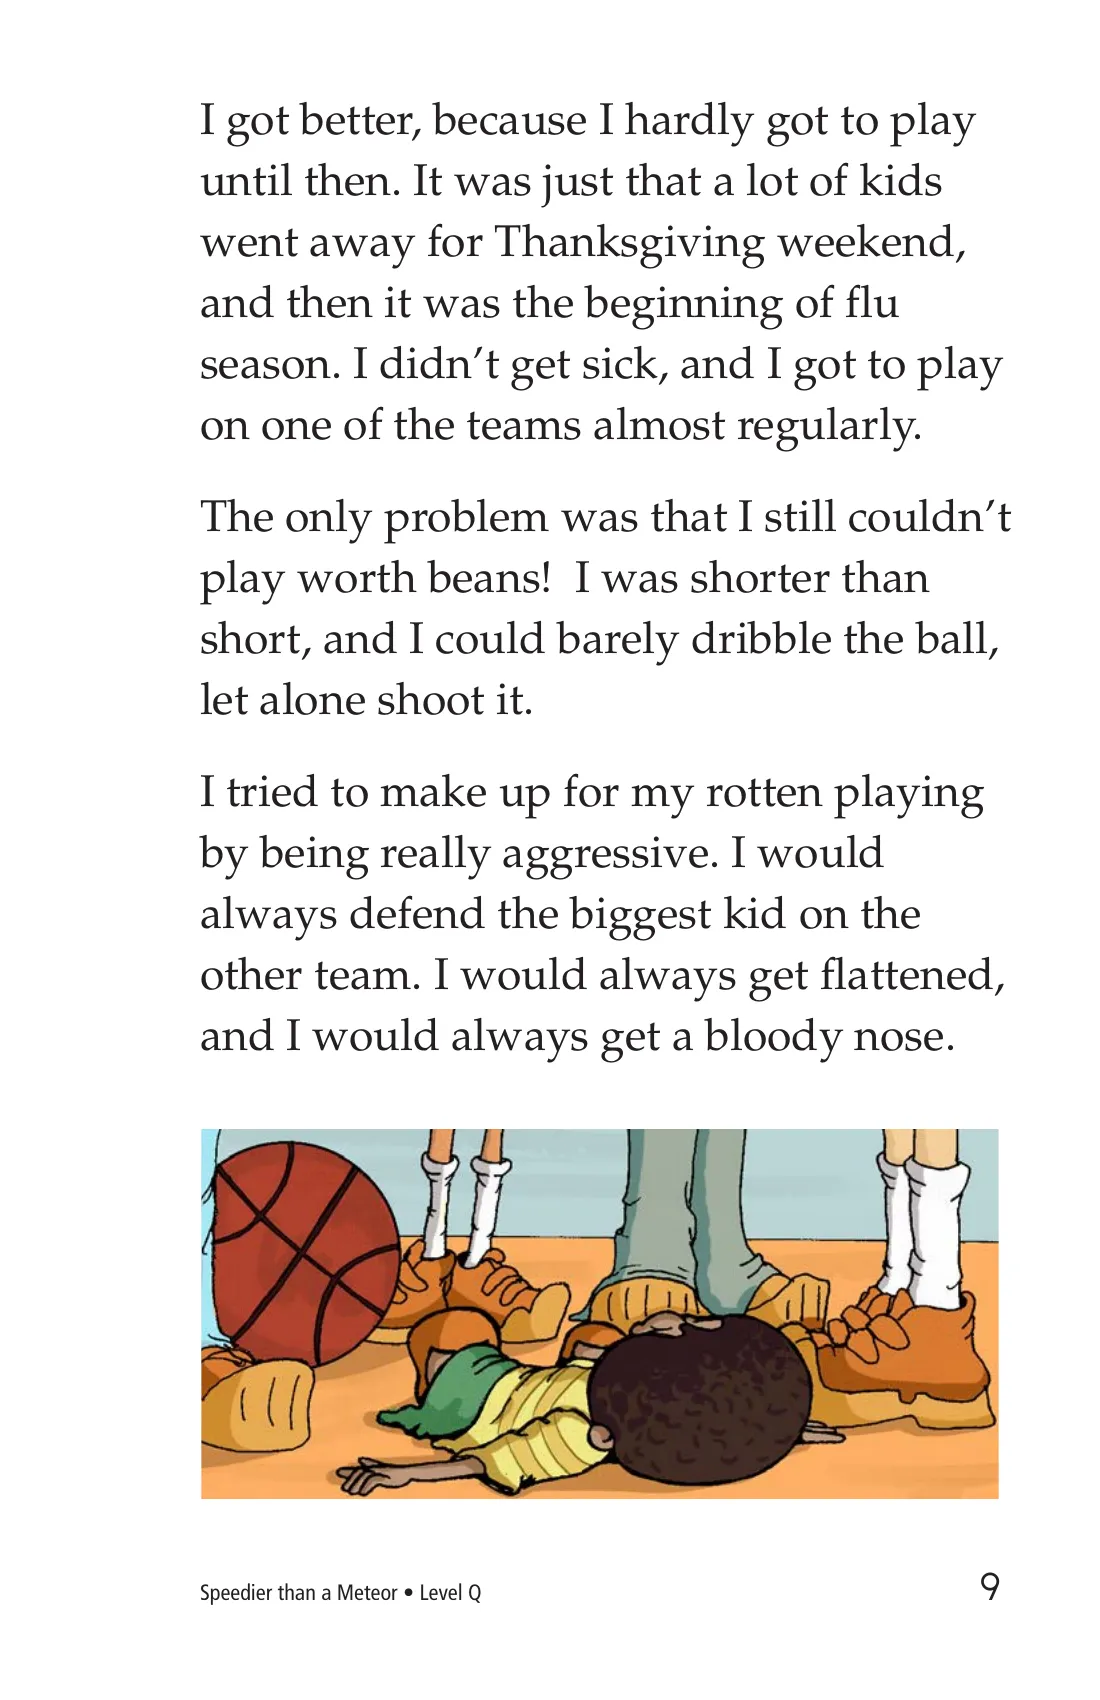 I got better, because I hardly got to play
until then. It was just that a lot of kids
went away for Thanksgiving weekend,
and then it was the beginning of flu
season. I didn’t get sick, and I got to play
on one of the teams almost regularly.
The only problem was that I still couldn’t
play worth beans!  I was shorter than
short, and I could barely dribble the ball,
let alone shoot it.
I tried to make up for my rotten playing
by being really aggressive. I would
always defend the biggest kid on the
other team. I would always get flattened,
and I would always get a bloody nose.
Speedier than a Meteor • Level Q
9